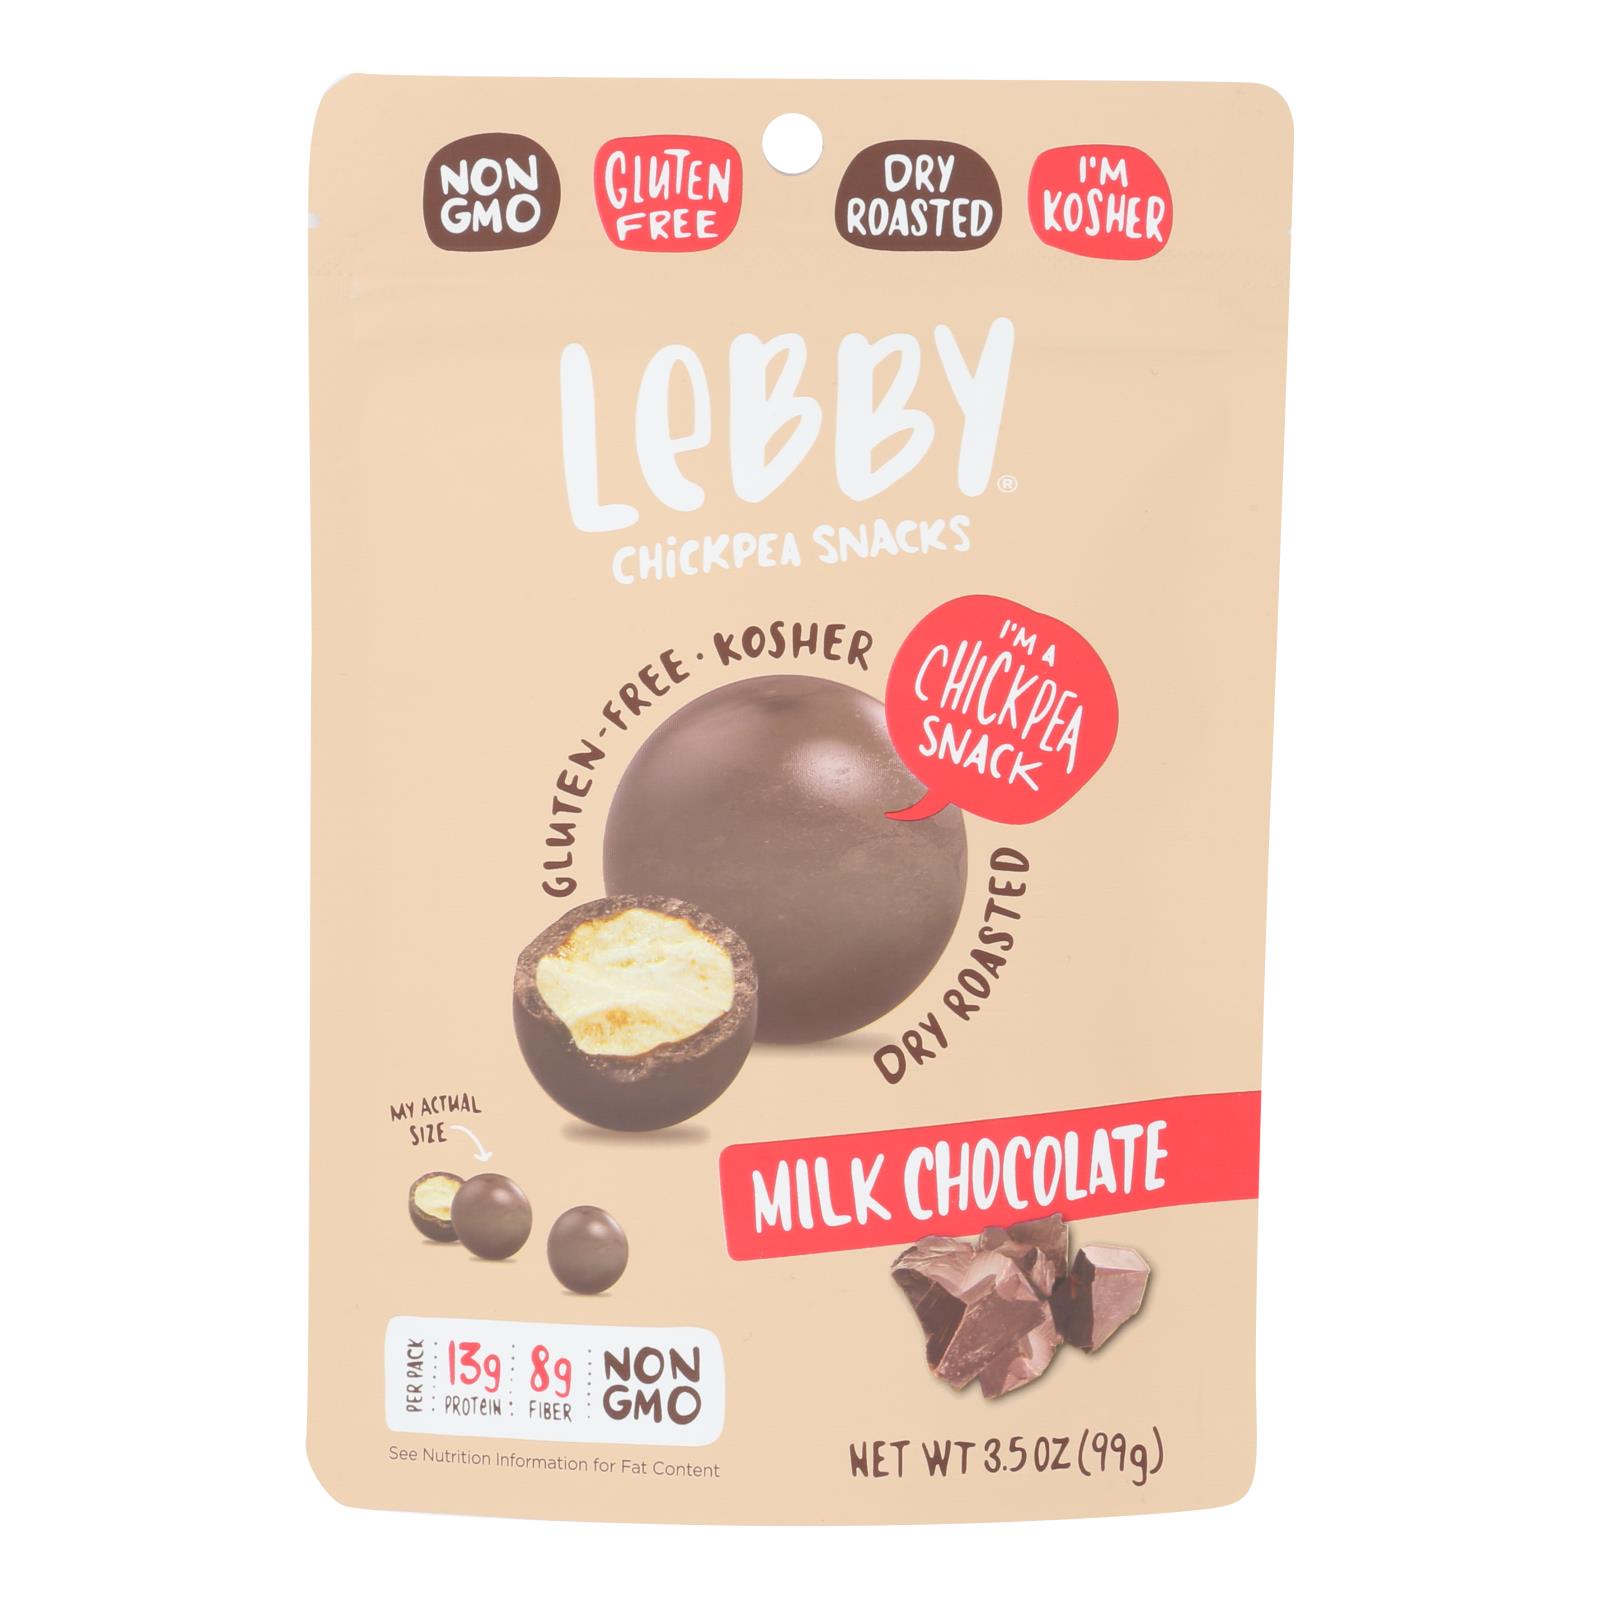 NON
GMO
GLUTEN
FREE
DRY
ROASTED
I'M
KOSHER
LeBBY®
CHiCKPEA SNACKS
GLUTEN-FREE · KOSHER
I'M A
CHICKPEA
SNACK
DRY ROASTED
MY ACTUAL
SIZE
MILK CHOCOLATE
PER PACK
13g
PROTeIN
8g
FIBER
NON
GMO
See Nutrition Information for Fat Content
NET WT 3.5 OZ (99g)